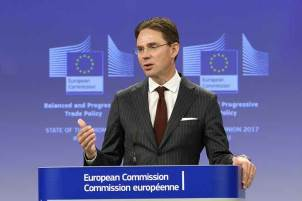 European
Commission
European
Commission
Balanced and Progressive
Trade Policy
STATE OF THE
UNION 2017
Progressive
European Commission
Commission européenne